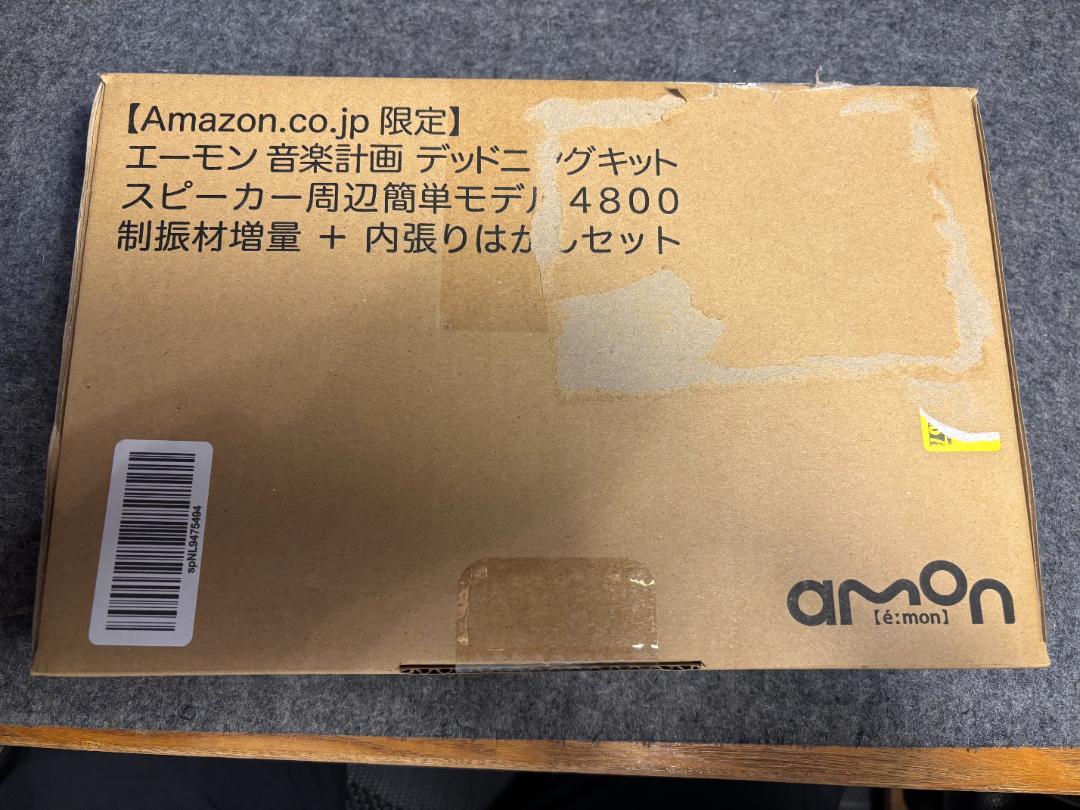 【Amazon.co.jp 限定】
エーモン 音楽計画 デッドニ グキット
スピーカー周辺簡単モデ 4800
制振材増量 + 内張りは セット
spNL9475494
amon
【é:mon】